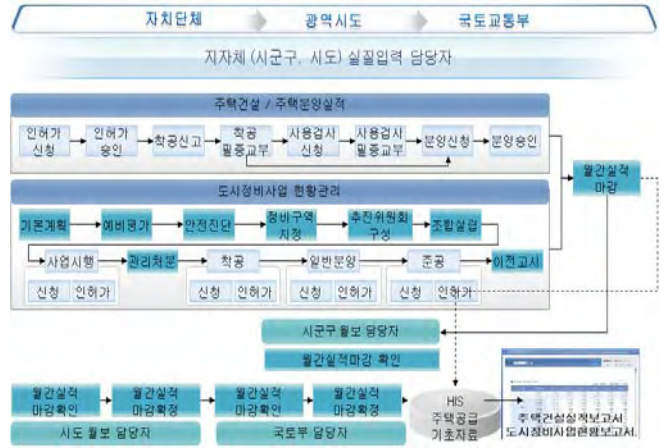 자치단체
광역시도
국토교통부
지자체 (시군구, 시도) 실질입력 담당자
주택건설 / 주택분양실적
인허가
신청
인허가
승인
착공신고
착공
필증교부
사용검사
신청
사용검사
필증교부
분양신청
분양승인
월간실적
마감
도시정비사업 현황관리
기본계획
예비평가
안전진단
정비구역
지정
추진위원회
구성
조합설립
사업시행
관리처분
착공
일반분양
준공
이전고시
신청
인허가
신청
인허가
신청
인허가
신청
인허가
시군구 월보 담당자
월간실적마감 확인
월간실적
마감확인
월간실적
마감확정
월간실적
마감확인
월간실적
마감확정
시도 월보 담당자
국토부 담당자
HIS
주택공급
기초자료
주택건설실적보고서
도시정비사업현황보고서